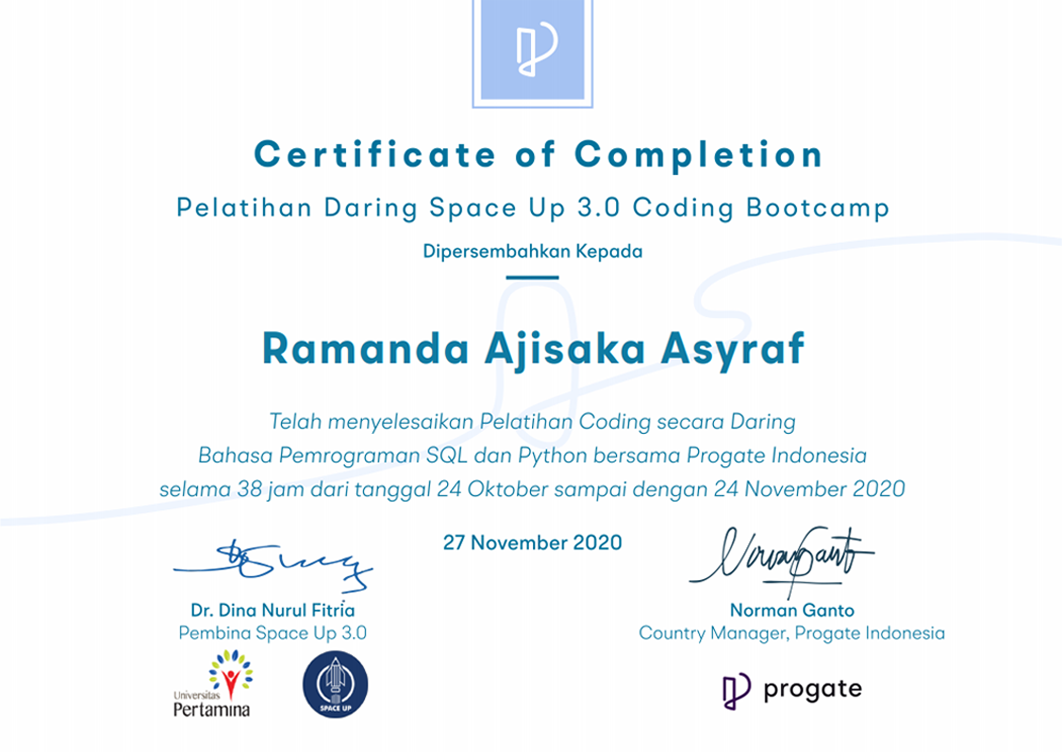 Certificate of Completion
Pelatihan Daring Space Up 3.0 Coding Bootcamp
Dipersembahkan Kepada
Ramanda Ajisaka Asyraf
Telah menyelesaikan Pelatihan Coding secara Daring
Bahasa Pemrograman SQL dan Python bersama Progate Indonesia
selama 38 jam dari tanggal 24 Oktober sampai dengan 24 November 2020
27 November 2020
Dr. Dina Nurul Fitria
Pembina Space Up 3.0
Universitas
Pertamina
SPACE UP
Norman Ganto
Country Manager, Progate Indonesia
progate